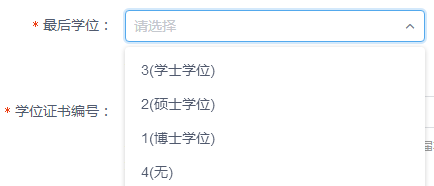 * 最后学位：
请选择
3(学士学位)
2(硕士学位)
* 学位证书编号：
1(博士学位)
4(无)